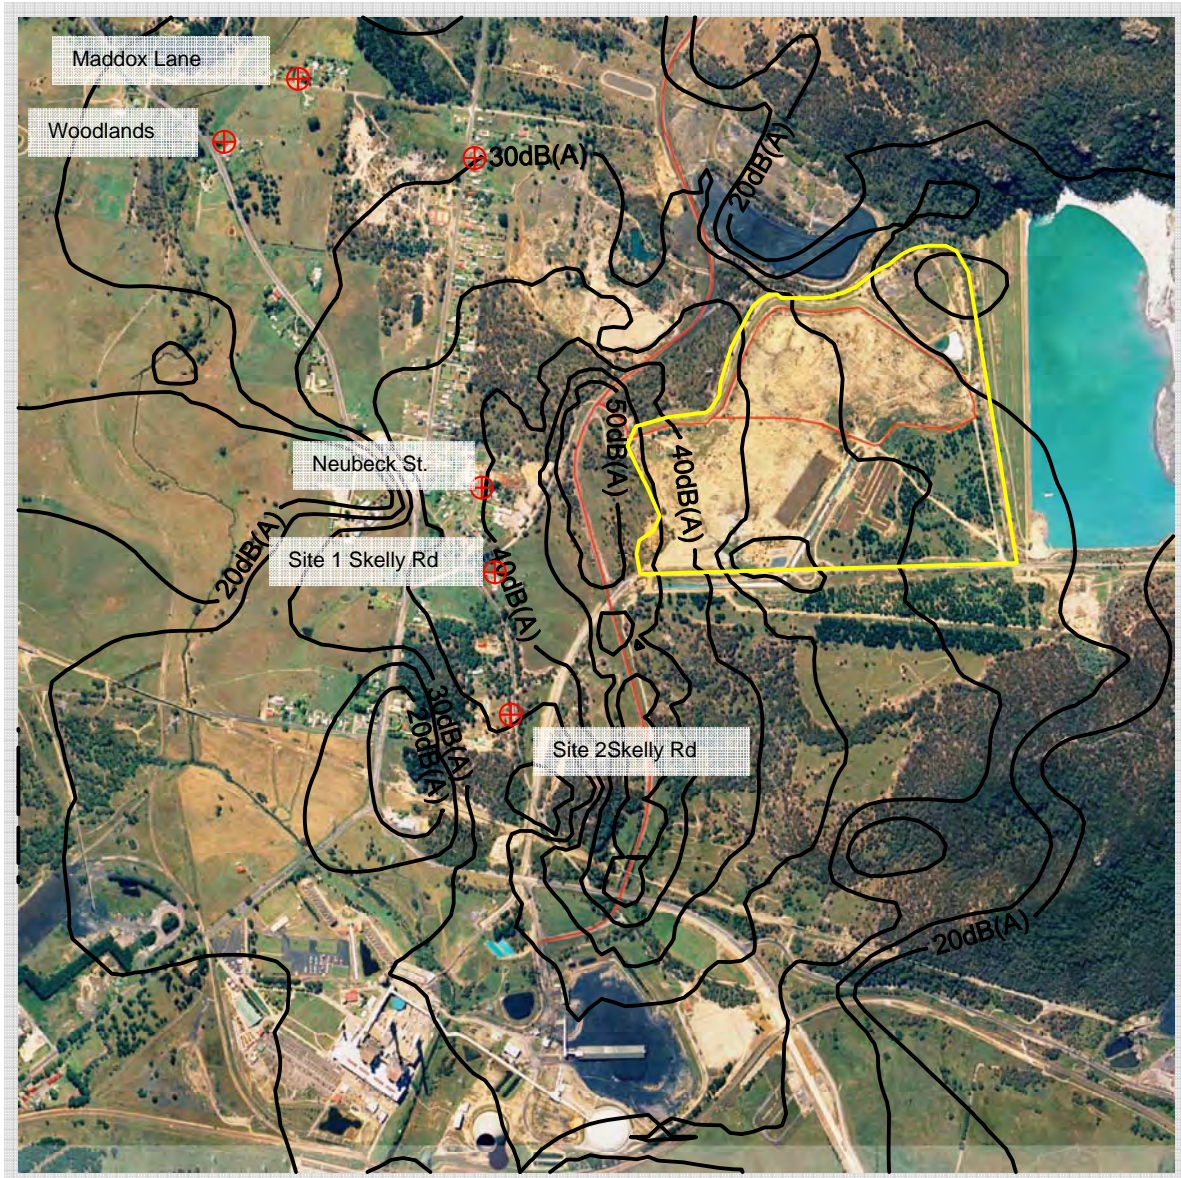 Maddox Lane
Woodlands
30dB(A)
20dB(A)
50dB(A)
40dB(A)
Neubeck St.
20dB(A)
Site 1 Skelly Rd
40dB(A)
30dB(A)
20dB(A)
Site 2Skelly Rd
20dB(A)